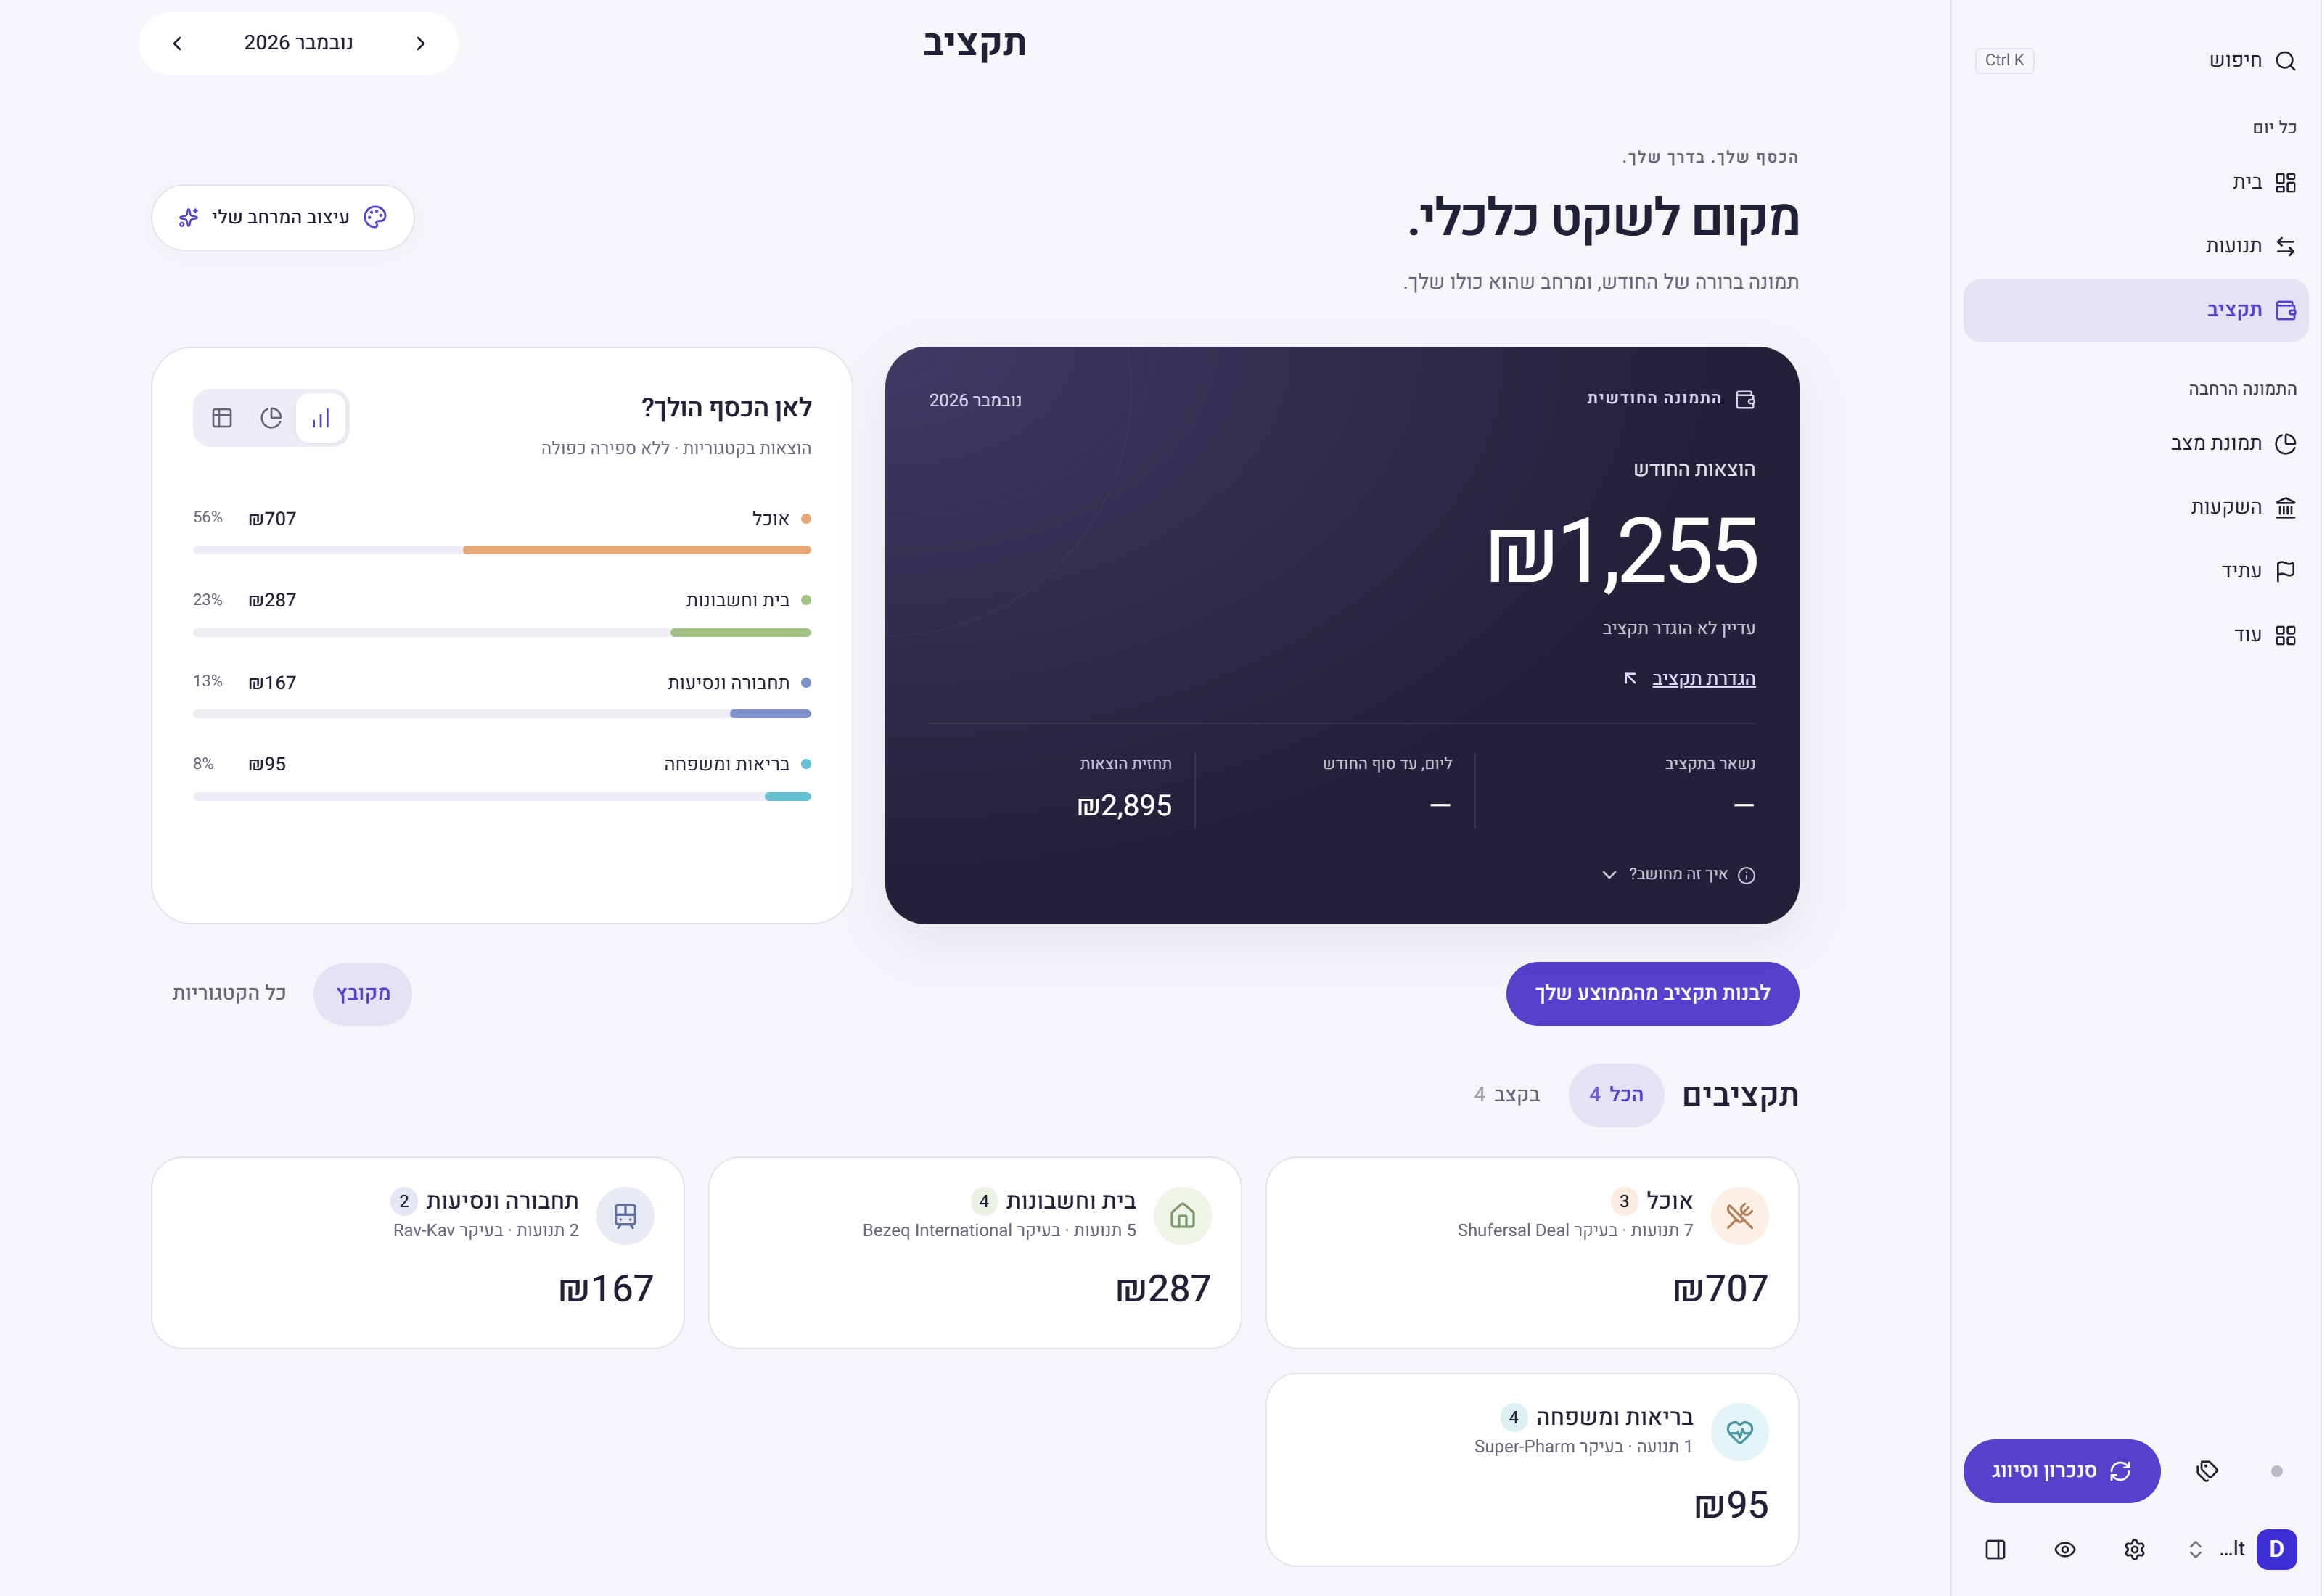 חיפוש
Ctrl K
כל יום
בית
תנועות
תקציב
התמונה הרחבה
תמונת מצב
השקעות
עתיד
עוד
סנכרון וסיווג
D
lt...
תקציב
נובמבר 2026
הכסף שלך. בדרך שלך.
מקום לשקט כלכלי.
תמונה ברורה של החודש, ומרחב שהוא כולו שלך.
עיצוב המרחב שלי
התמונה החודשית
נובמבר 2026
הוצאות החודש
₪1,255
עדיין לא הוגדר תקציב
הגדרת תקציב
נשאר בתקציב
—
ליום, עד סוף החודש
—
תחזית הוצאות
₪2,895
איך זה מחושב?
לאן הכסף הולך?
הוצאות בקטגוריות · ללא ספירה כפולה
אוכל ₪707 56%
בית וחשבונות ₪287 23%
תחבורה ונסיעות ₪167 13%
בריאות ומשפחה ₪95 8%
לבנות תקציב מהממוצע שלך
מקובץ
כל הקטגוריות
תקציבים
הכל 4
בקצב 4
אוכל 3
7 תנועות · בעיקר Shufersal Deal
₪707
בית וחשבונות 4
5 תנועות · בעיקר Bezeq International
₪287
תחבורה ונסיעות 2
2 תנועות · בעיקר Rav-Kav
₪167
בריאות ומשפחה 4
1 תנועה · בעיקר Super-Pharm
₪95